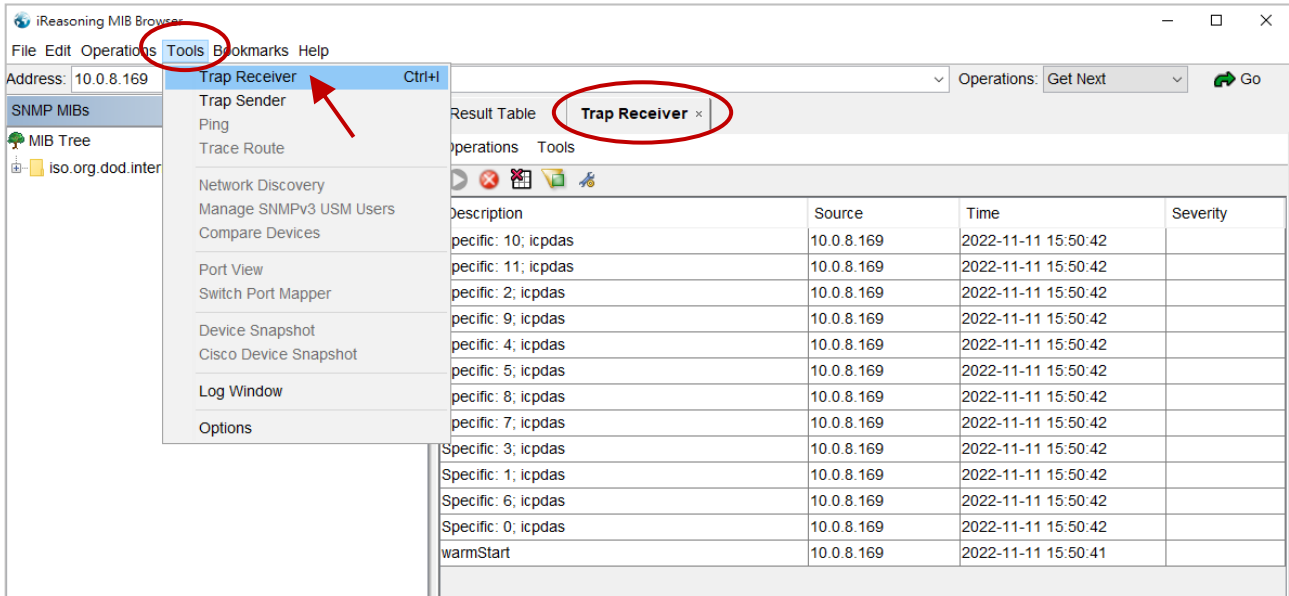 iReasoning MIB Browser
File Edit Operations Tools Bookmarks Help
Address: 10.0.8.169 Operations: Get Next Go
Trap Receiver Ctrl+I
Trap Sender
Ping
Trace Route
Network Discovery
Manage SNMPv3 USM Users
Compare Devices
Port View
Switch Port Mapper
Device Snapshot
Cisco Device Snapshot
Log Window
Options
SNMP MIBs
MIB Tree
iso.org.dod.inter
Result Table Trap Receiver ×
Operations Tools
Description Source Time Severity
pecific: 10; icpdas 10.0.8.169 2022-11-11 15:50:42
pecific: 11; icpdas 10.0.8.169 2022-11-11 15:50:42
pecific: 2; icpdas 10.0.8.169 2022-11-11 15:50:42
pecific: 9; icpdas 10.0.8.169 2022-11-11 15:50:42
pecific: 4; icpdas 10.0.8.169 2022-11-11 15:50:42
pecific: 5; icpdas 10.0.8.169 2022-11-11 15:50:42
pecific: 8; icpdas 10.0.8.169 2022-11-11 15:50:42
pecific: 7; icpdas 10.0.8.169 2022-11-11 15:50:42
Specific: 3; icpdas 10.0.8.169 2022-11-11 15:50:42
Specific: 1; icpdas 10.0.8.169 2022-11-11 15:50:42
Specific: 6; icpdas 10.0.8.169 2022-11-11 15:50:42
Specific: 0; icpdas 10.0.8.169 2022-11-11 15:50:42
warmStart 10.0.8.169 2022-11-11 15:50:41